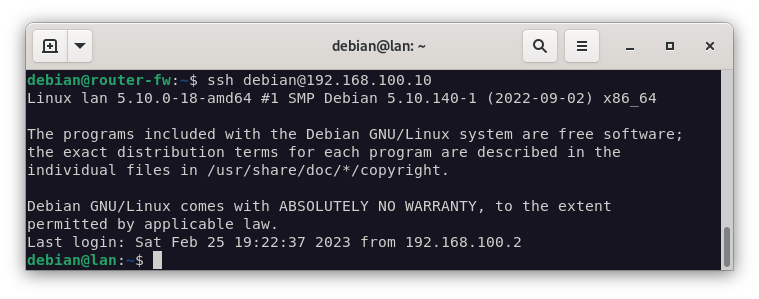 debian@lan: ~
debian@router-fw:~$ ssh debian@192.168.100.10
Linux lan 5.10.0-18-amd64 #1 SMP Debian 5.10.140-1 (2022-09-02) x86_64
The programs included with the Debian GNU/Linux system are free software;
the exact distribution terms for each program are described in the
individual files in /usr/share/doc/*/copyright.
Debian GNU/Linux comes with ABSOLUTELY NO WARRANTY, to the extent
permitted by applicable law.
Last login: Sat Feb 25 19:22:37 2023 from 192.168.100.2
debian@lan:~$